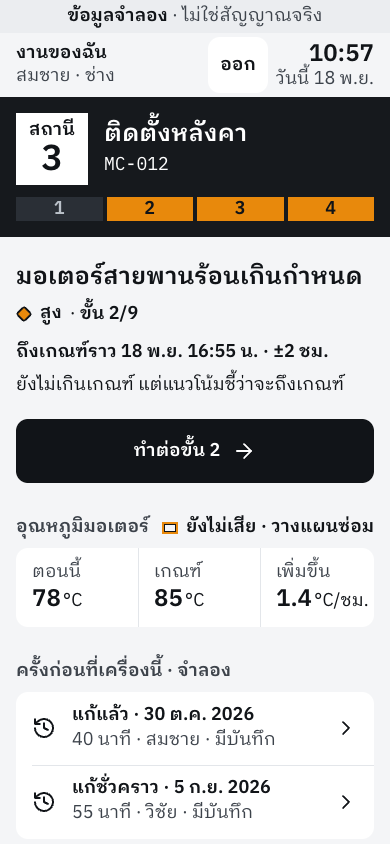 ข้อมูลจำลอง · ไม่ใช่สัญญาณจริง
งานของฉัน
สมชาย · ช่าง
ออก
10:57
วันนี้ 18 พ.ย.
สถานี
3
ติดตั้งหลังคา
MC-012
1 2 3 4
มอเตอร์สายพานร้อนเกินกำหนด
สูง · ขั้น 2/9
ถึงเกณฑ์ราว 18 พ.ย. 16:55 น. · ±2 ชม.
ยังไม่เกินเกณฑ์ แต่แนวโน้มชี้ว่าจะถึงเกณฑ์
ทำต่อขั้น 2 →
อุณหภูมิมอเตอร์ ยังไม่เสีย · วางแผนซ่อม
ตอนนี้
78°C
เกณฑ์
85°C
เพิ่มขึ้น
1.4°C/ชม.
ครั้งก่อนที่เครื่องนี้ · จำลอง
แก้แล้ว · 30 ต.ค. 2026
40 นาที · สมชาย · มีบันทึก
แก้ชั่วคราว · 5 ก.ย. 2026
55 นาที · วิชัย · มีบันทึก